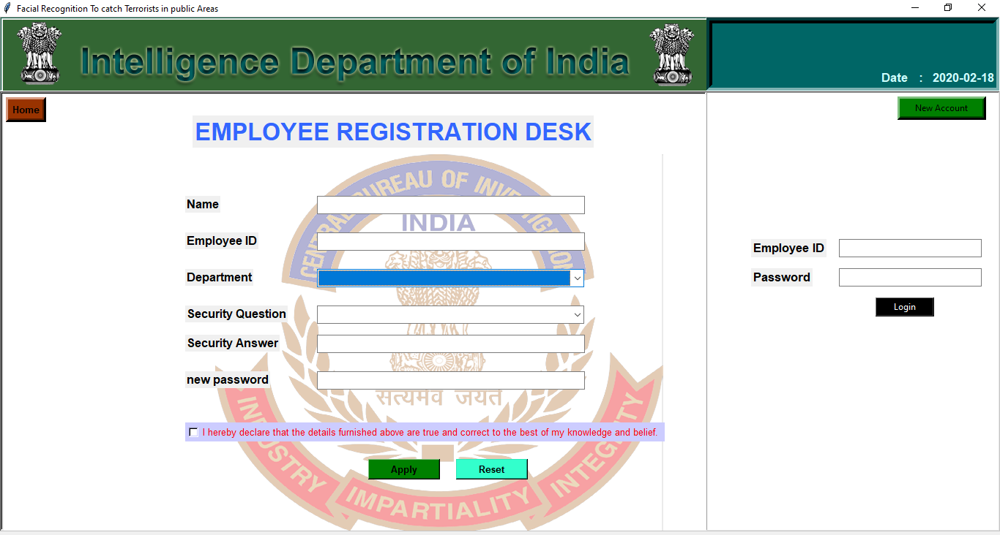 Facial Recognition To catch Terrorists in public Areas
Intelligence Department of India
Date : 2020-02-18
Home
New Account
EMPLOYEE REGISTRATION DESK
CENTRAL BUREAU OF INVESTIGATION
INDIA
Name
Employee ID
Department
Security Question
Security Answer
new password
सत्यमेव जयते
I hereby declare that the details furnished above are true and correct to the best of my knowledge and belief.
Apply
Reset
INDUSTRY
IMPARTIALITY
INTEGRITY
Employee ID
Password
Login